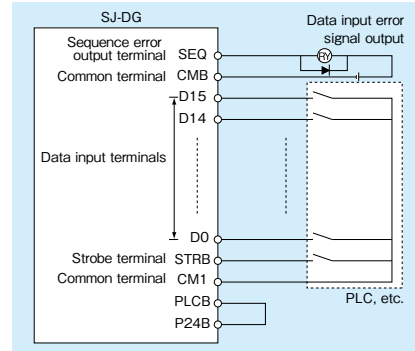 SJ-DG
Data input error
signal output
Sequence error
output terminal SEQ
RY
Common terminal CMB
D15
D14
Data input terminals
D0
Strobe terminal STRB
Common terminal CM1
PLCB
PLC, etc.
P24B